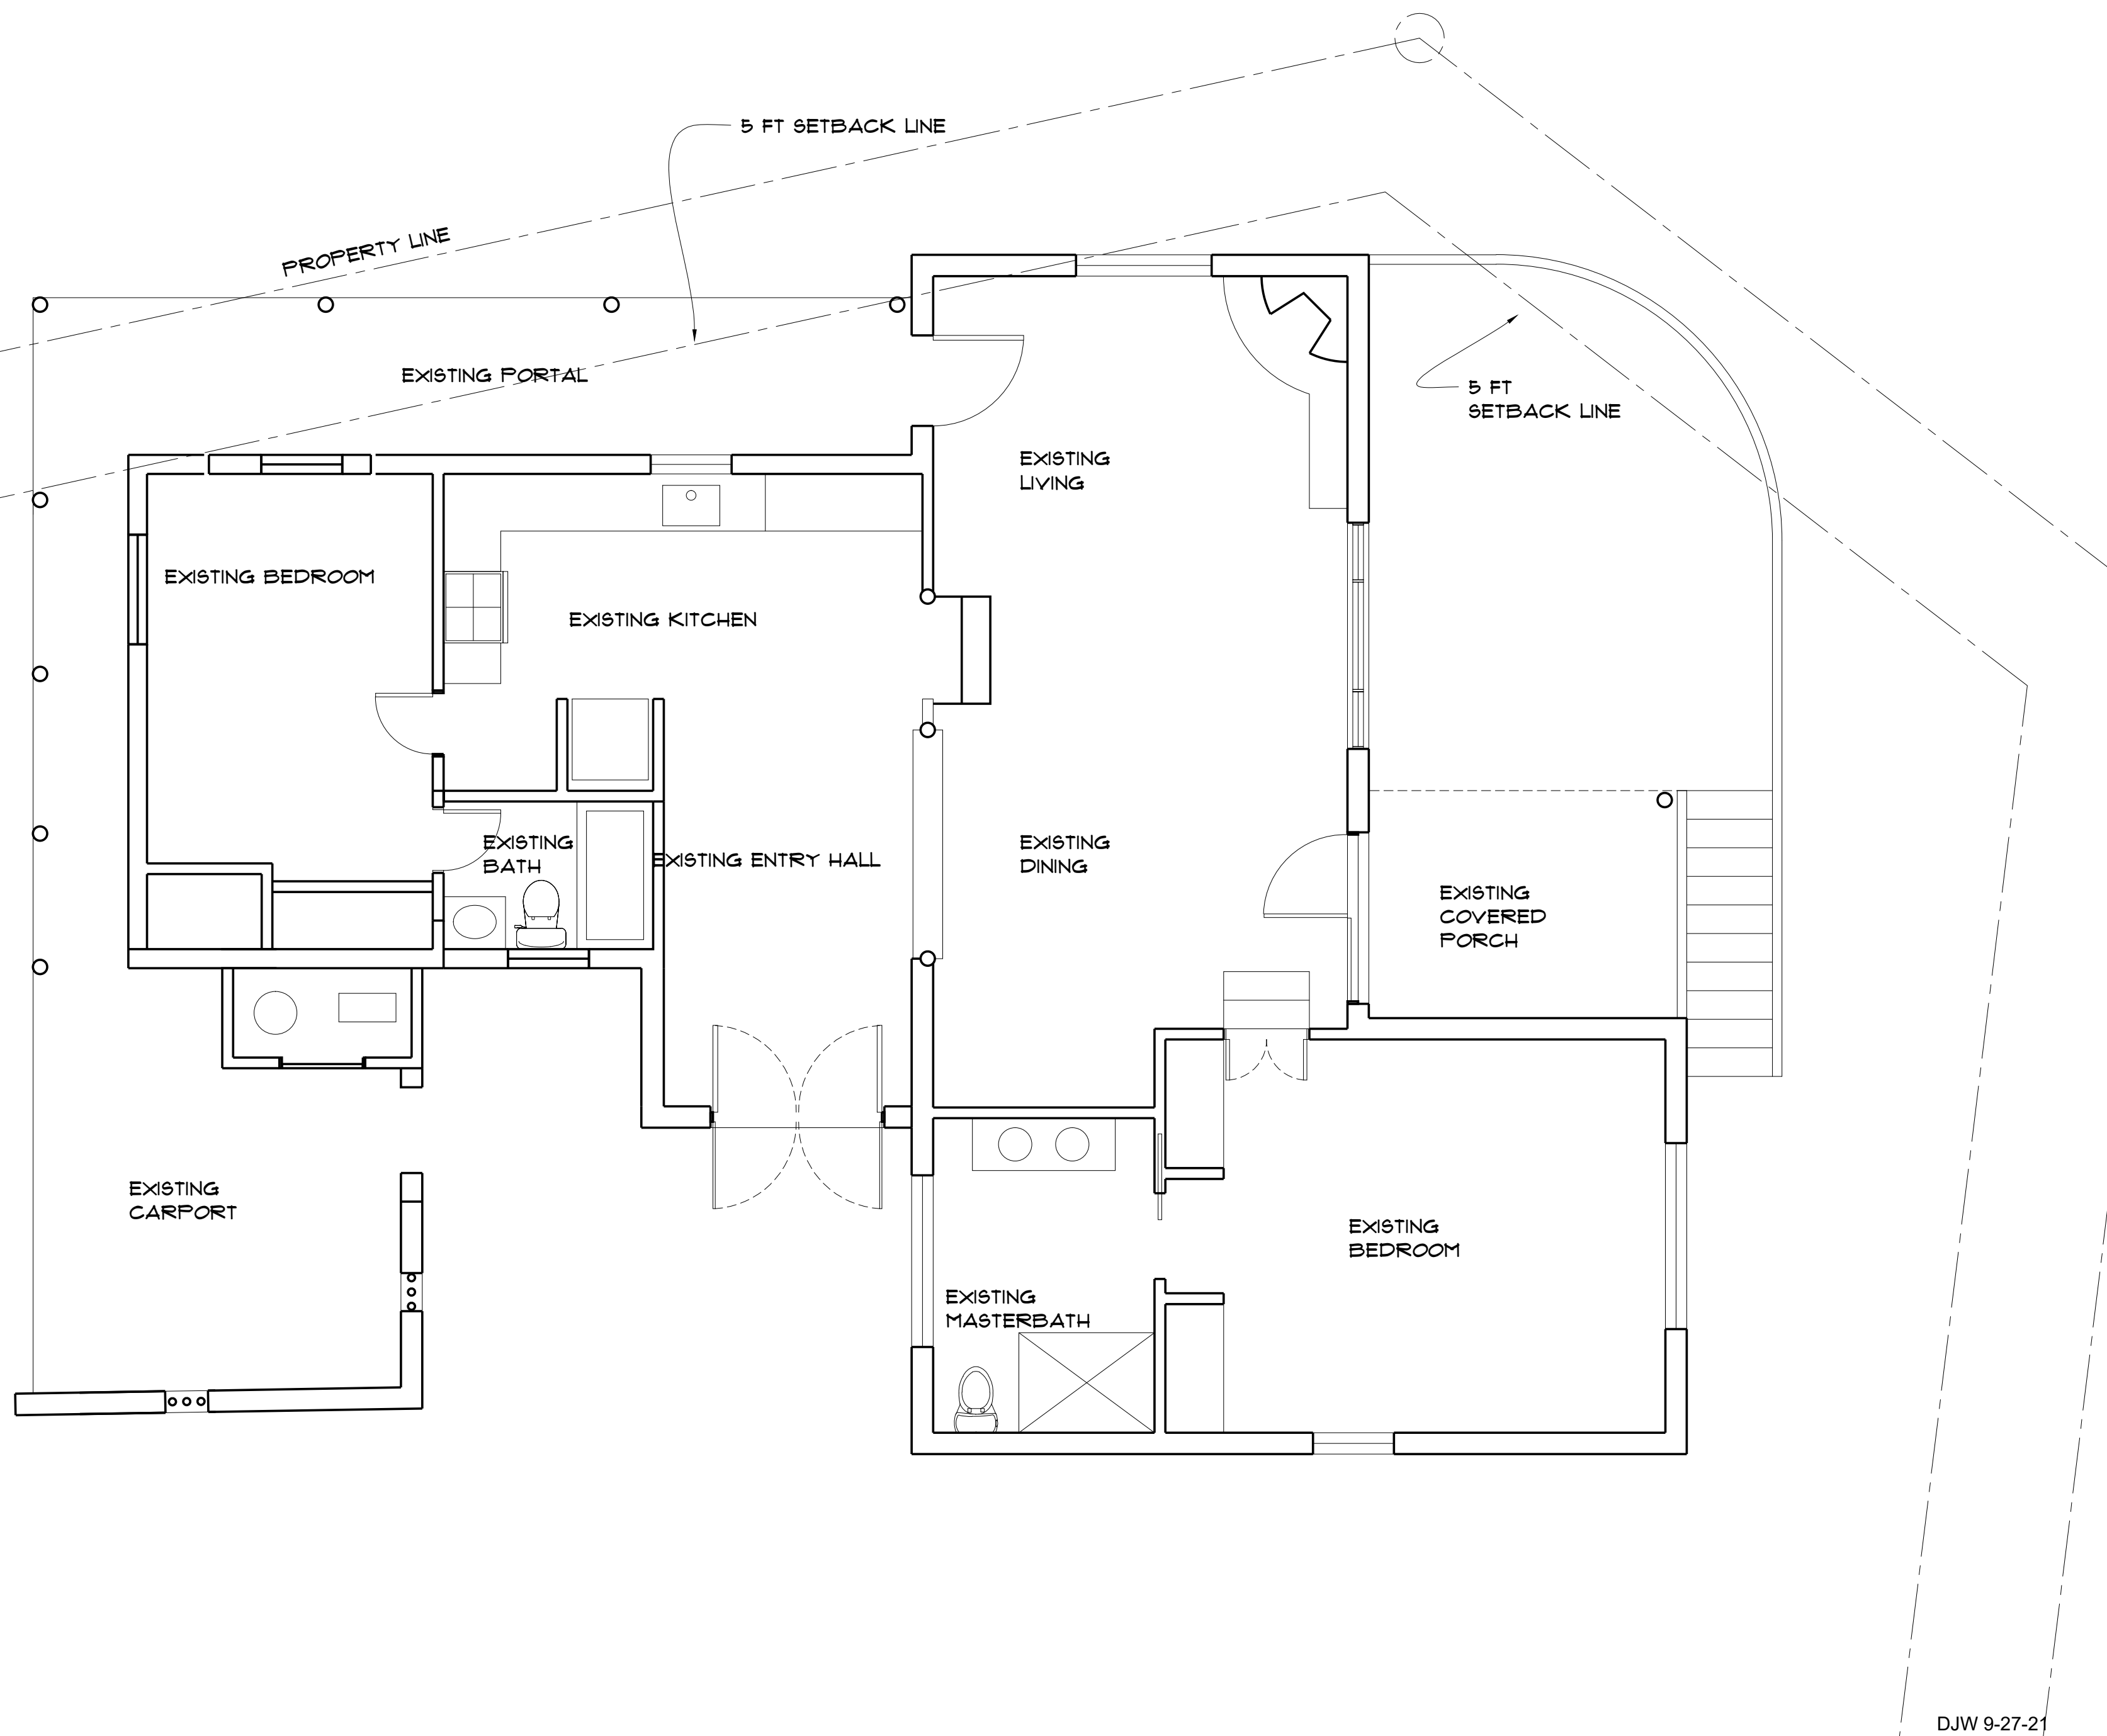 5 FT SETBACK LINE
PROPERTY LINE
EXISTING PORTAL
5 FT
SETBACK LINE
EXISTING
LIVING
EXISTING BEDROOM
EXISTING KITCHEN
EXISTING
BATH
EXISTING ENTRY HALL
EXISTING
DINING
EXISTING
COVERED
PORCH
EXISTING
CARPORT
EXISTING
BEDROOM
EXISTING
MASTERBATH
DJW 9-27-21